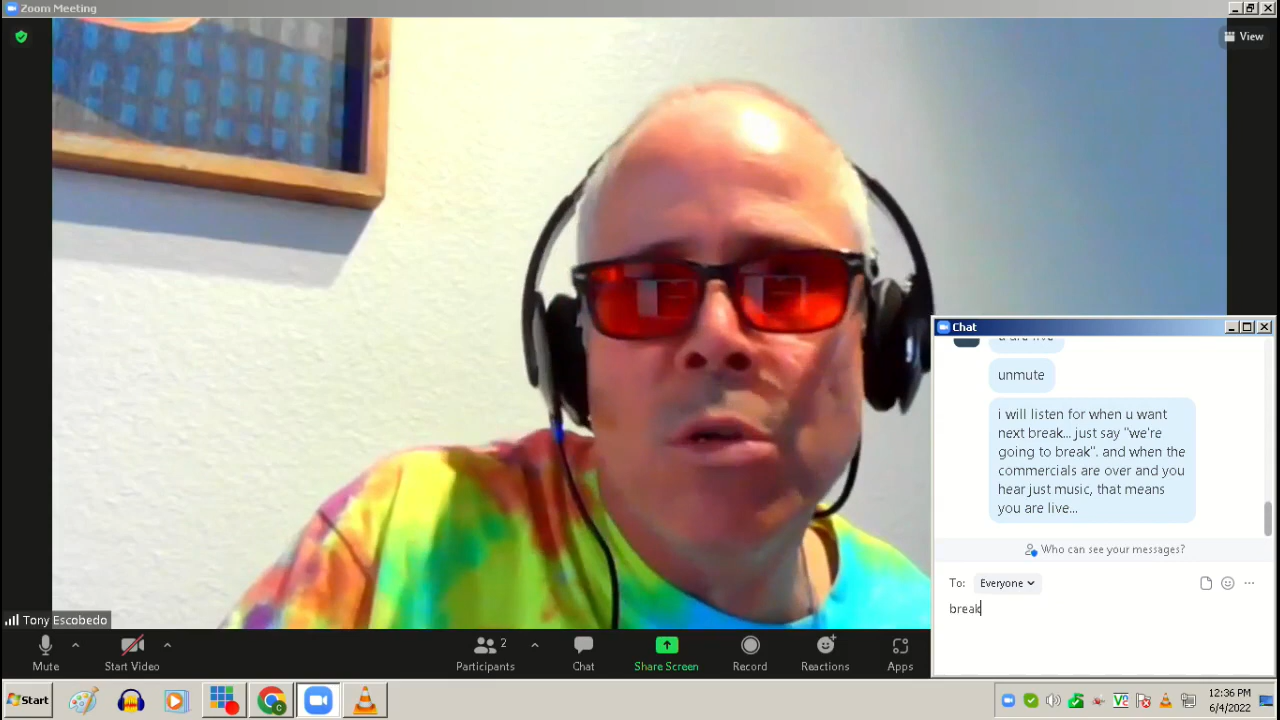 Zoom Meeting
View
Chat
unmute
i will listen for when u want
next break... just say "we're
going to break". and when the
commercials are over and you
hear just music, that means
you are live...
Who can see your messages?
To: Everyone
break
Tony Escobedo
Mute
Start Video
Participants
2
Chat
Share Screen
Record
Reactions
Apps
Start
12:36 PM
6/4/2022